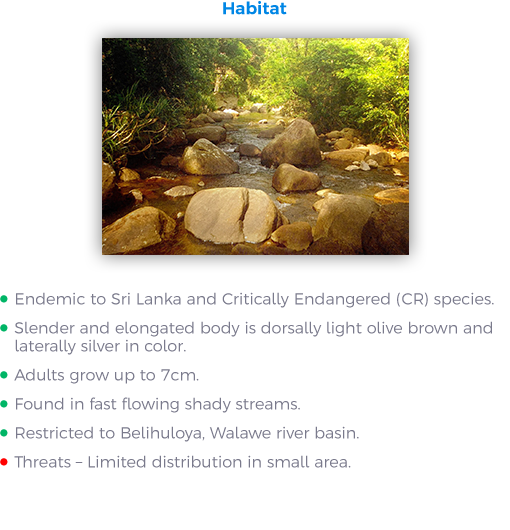 Habitat
Endemic to Sri Lanka and Critically Endangered (CR) species.
Slender and elongated body is dorsally light olive brown and
laterally silver in color.
Adults grow up to 7cm.
Found in fast flowing shady streams.
Restricted to Belihuloya, Walawe river basin.
Threats – Limited distribution in small area.